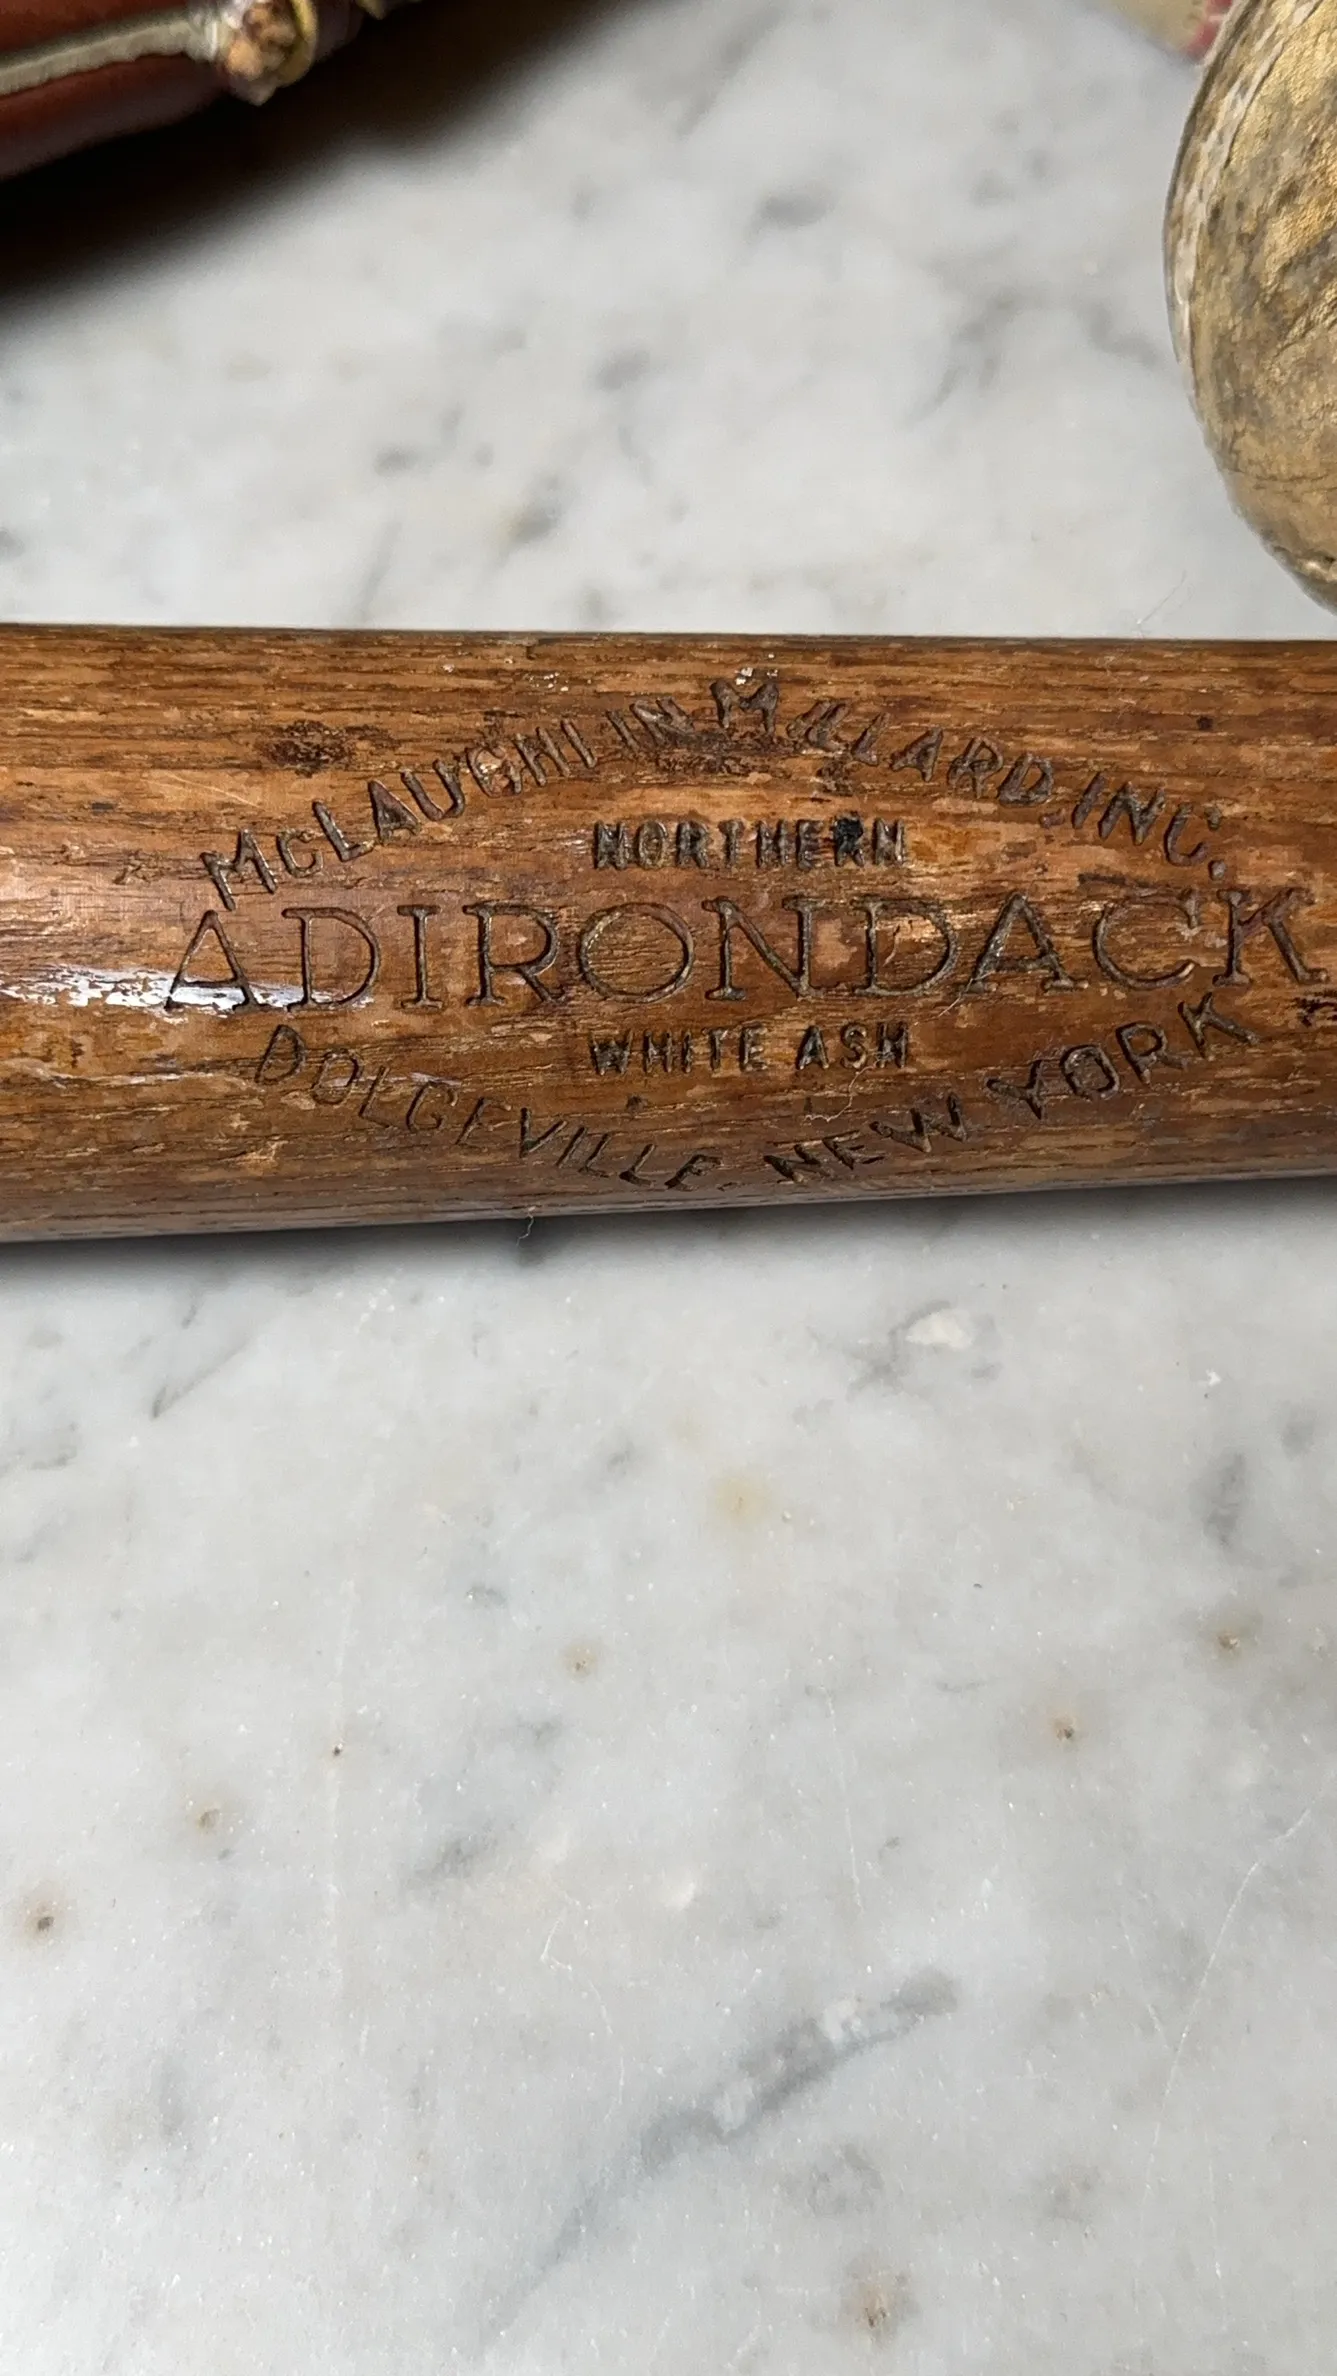 McLAUGHLIN MILLARD, INC.
NORTHERN
ADIRONDACK
WHITE ASH
DOLGEVILLE, NEW YORK